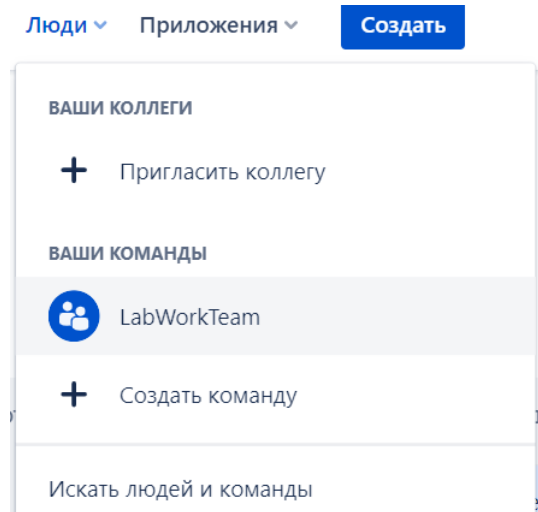 Люди Приложения Создать
ВАШИ КОЛЛЕГИ
Пригласить коллегу
ВАШИ КОМАНДЫ
LabWorkTeam
Создать команду
Искать людей и команды